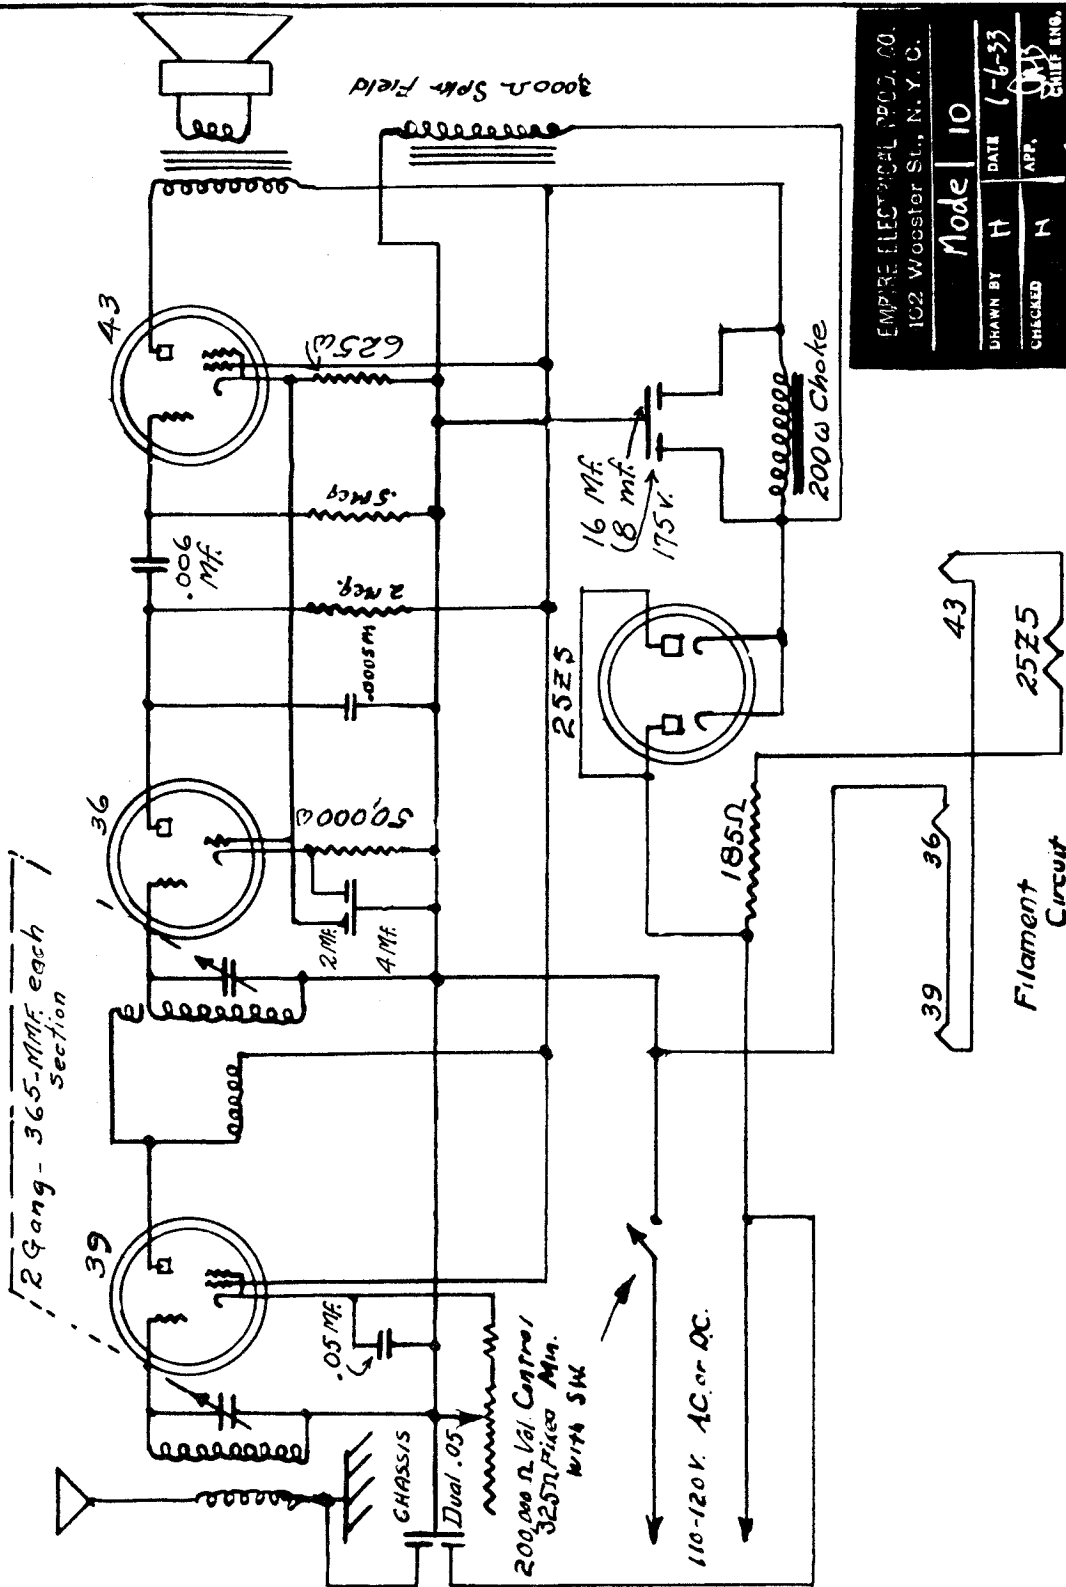 2 Gang - 365-MMF. each
Section
39
36
43
.006
Mf.
.0005 M
2 Meg.
.5 Meg
625ω
50,000ω
2 MF.
4 Mf.
.05 Mf.
3000Ω Spkr Field
CHASSIS
Dual .05
200,000 Ω Vol. Control
325Ω Fixed Min.
With SW.
110-120 V. AC. or DC.
25Z5
16 Mf.
8 mf.
175 V.
200ω Choke
185Ω
39
36
43
25Z5
Filament
Circuit
EMPIRE ELECTRICAL PROD. CO.
102 Wooster St., N. Y. C.
Model 10
DRAWN BY H DATE 1-6-33
CHECKED H APP.
CHIEF ENG.